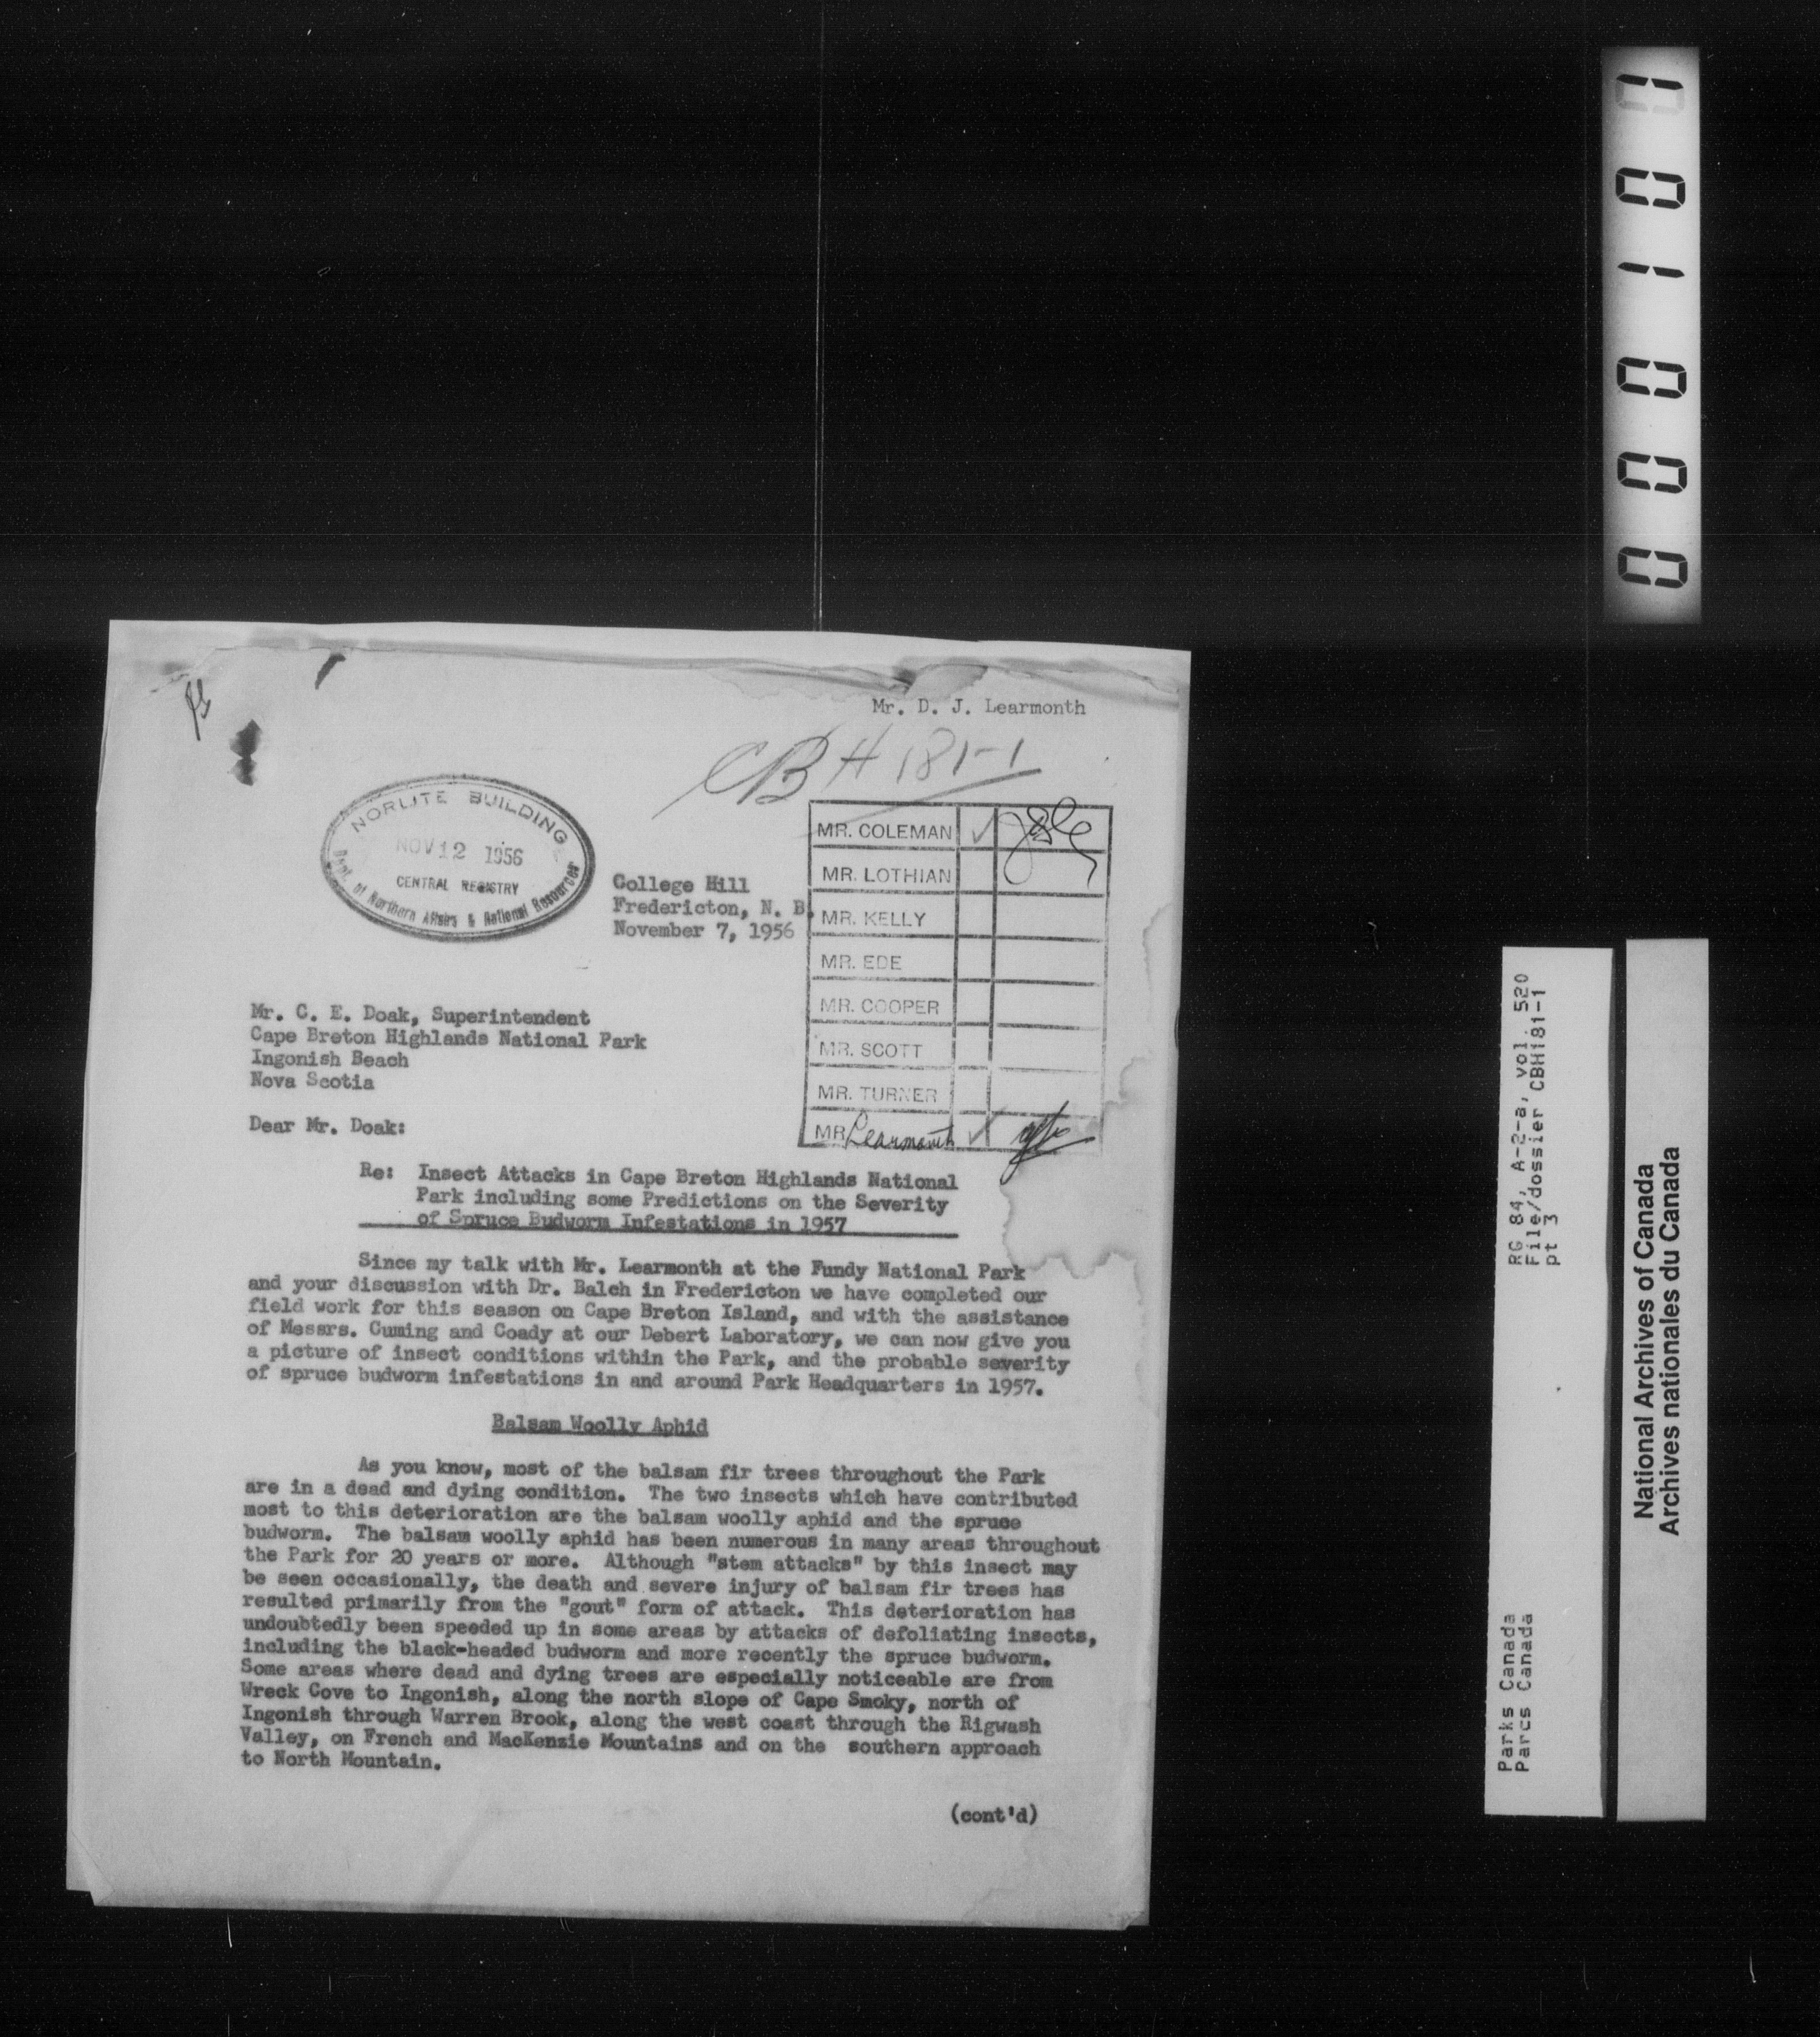 Mr. D. J. Learmonth
CBH 181-1
NORLITE BUILDING
NOV 12 1956
CENTRAL REGISTRY
Dept. of Northern Affairs & National Resources
MR. COLEMAN
MR. LOTHIAN
MR. KELLY
MR. EDE
MR. COOPER
MR. SCOTT
MR. TURNER
MR Learmonth
College Hill
Fredericton, N. B.
November 7, 1956
Mr. C. E. Doak, Superintendent
Cape Breton Highlands National Park
Ingonish Beach
Nova Scotia
Dear Mr. Doak:
Re: Insect Attacks in Cape Breton Highlands National
Park including some Predictions on the Severity
of Spruce Budworm Infestations in 1957
Since my talk with Mr. Learmonth at the Fundy National Park
and your discussion with Dr. Balch in Fredericton we have completed our
field work for this season on Cape Breton Island, and with the assistance
of Messrs. Cuming and Coady at our Debert Laboratory, we can now give you
a picture of insect conditions within the Park, and the probable severity
of spruce budworm infestations in and around Park Headquarters in 1957.
Balsam Woolly Aphid
As you know, most of the balsam fir trees throughout the Park
are in a dead and dying condition. The two insects which have contributed
most to this deterioration are the balsam woolly aphid and the spruce
budworm. The balsam woolly aphid has been numerous in many areas throughout
the Park for 20 years or more. Although "stem attacks" by this insect may
be seen occasionally, the death and severe injury of balsam fir trees has
resulted primarily from the "gout" form of attack. This deterioration has
undoubtedly been speeded up in some areas by attacks of defoliating insects,
including the black-headed budworm and more recently the spruce budworm.
Some areas where dead and dying trees are especially noticeable are from
Wreck Cove to Ingonish, along the north slope of Cape Smoky, north of
Ingonish through Warren Brook, along the west coast through the Rigwash
Valley, on French and MacKenzie Mountains and on the southern approach
to North Mountain.
(cont'd)
000101
RG 84, A-2-a, vol. 520
File/dossier CBH181-1
pt 3
Parks Canada
Parcs Canada
National Archives of Canada
Archives nationales du Canada